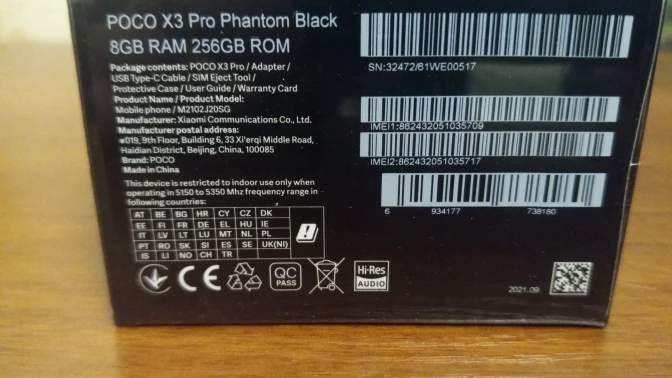 POCO X3 Pro Phantom Black
8GB RAM 256GB ROM
Package contents: POCO X3 Pro / Adapter /
USB Type-C Cable / SIM Eject Tool /
Protective Case / User Guide / Warranty Card
Product Name / Product Model:
Mobile phone / M2102J20SG
Manufacturer: Xiaomi Communications Co., Ltd.
Manufacturer postal address:
#019, 9th Floor, Building 6, 33 Xi'erqi Middle Road,
Haidian District, Beijing, China, 100085
Brand: POCO
Made in China
This device is restricted to indoor use only when
operating in 5150 to 5350 Mhz frequency range in
following countries:
AT BE BG HR CY CZ DK
EE FI FR DE EL HU IE
IT LV LT LU MT NL PL
PT RO SK SI ES SE UK(NI)
IS LI NO CH TR
CE
QC
PASS
Hi-Res
AUDIO
SN:32472/61WE00517
IMEI1:862432051035709
IMEI2:862432051035717
6 934177 738180
2021.09